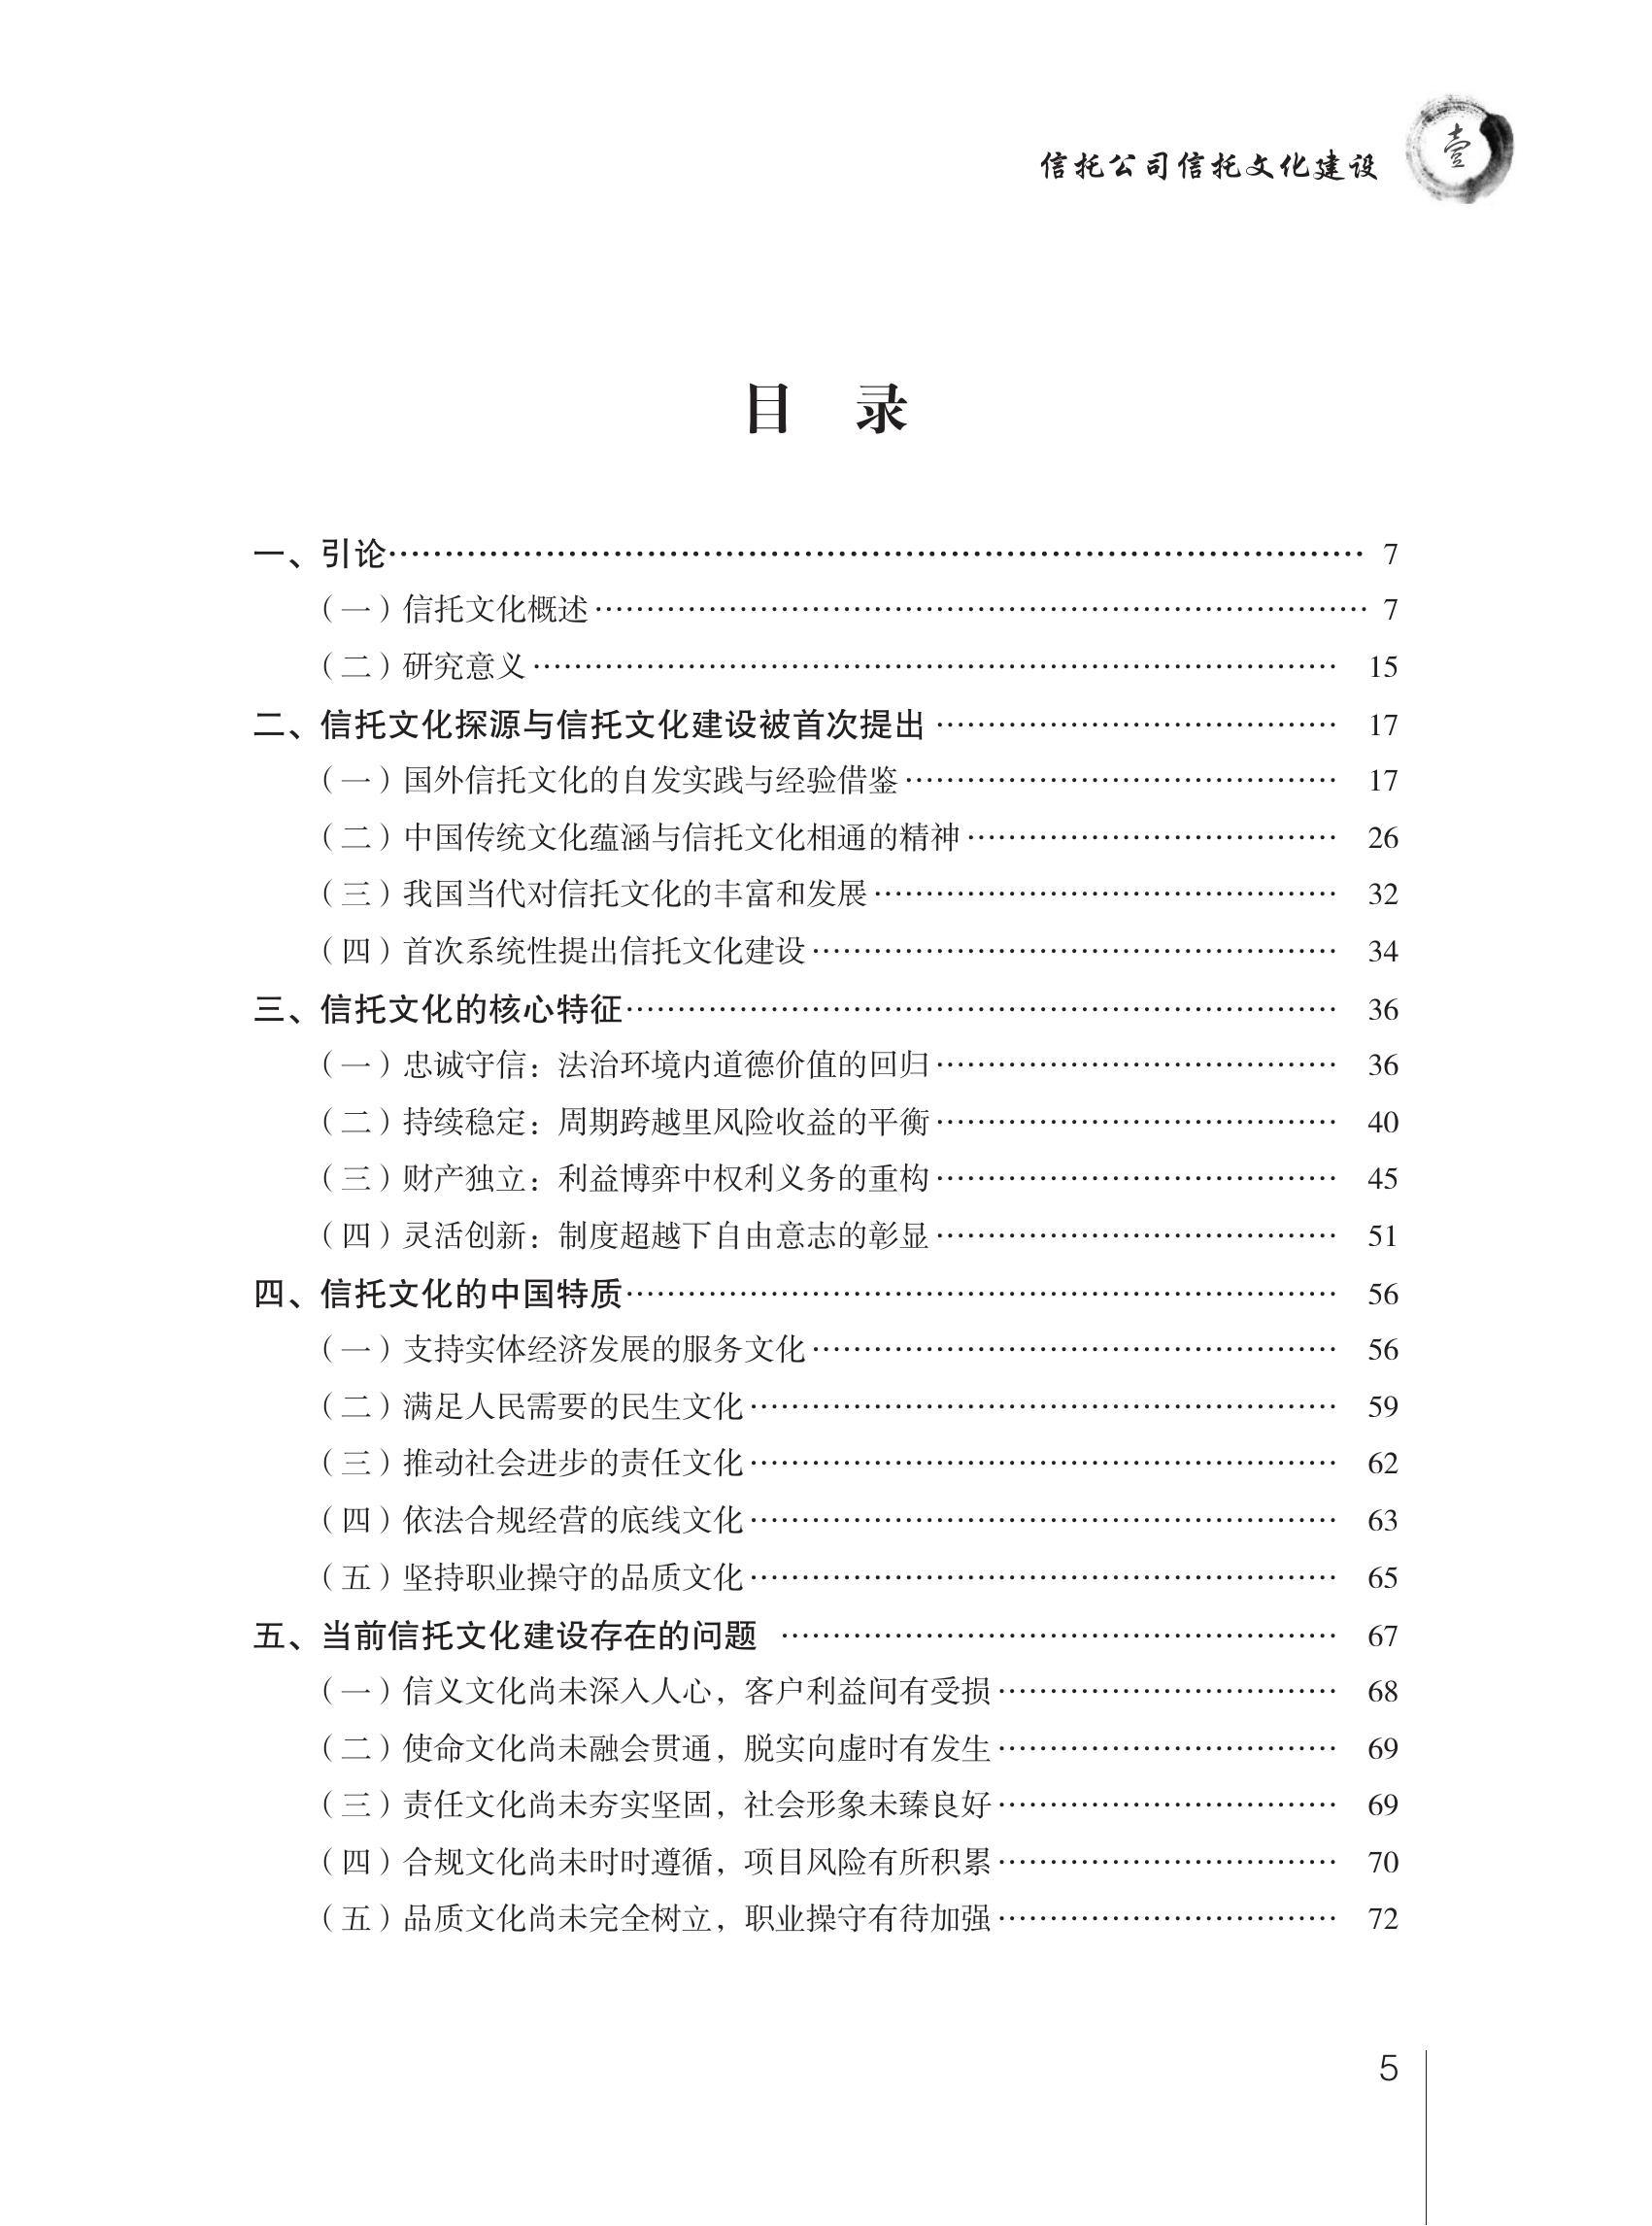 信托公司信托文化建设
壹
目 录
一、引论…………………………………………………………………… 7
（一）信托文化概述…………………………………………………………… 7
（二）研究意义……………………………………………………………… 15
二、信托文化探源与信托文化建设被首次提出……………………………… 17
（一）国外信托文化的自发实践与经验借鉴………………………………… 17
（二）中国传统文化蕴涵与信托文化相通的精神…………………………… 26
（三）我国当代对信托文化的丰富和发展…………………………………… 32
（四）首次系统性提出信托文化建设………………………………………… 34
三、信托文化的核心特征……………………………………………………… 36
（一）忠诚守信：法治环境内道德价值的回归……………………………… 36
（二）持续稳定：周期跨越里风险收益的平衡……………………………… 40
（三）财产独立：利益博弈中权利义务的重构……………………………… 45
（四）灵活创新：制度超越下自由意志的彰显……………………………… 51
四、信托文化的中国特质……………………………………………………… 56
（一）支持实体经济发展的服务文化………………………………………… 56
（二）满足人民需要的民生文化……………………………………………… 59
（三）推动社会进步的责任文化……………………………………………… 62
（四）依法合规经营的底线文化……………………………………………… 63
（五）坚持职业操守的品质文化……………………………………………… 65
五、当前信托文化建设存在的问题 ………………………………………… 67
（一）信义文化尚未深入人心，客户利益间有受损………………………… 68
（二）使命文化尚未融会贯通，脱实向虚时有发生………………………… 69
（三）责任文化尚未夯实坚固，社会形象未臻良好………………………… 69
（四）合规文化尚未时时遵循，项目风险有所积累………………………… 70
（五）品质文化尚未完全树立，职业操守有待加强………………………… 72
5